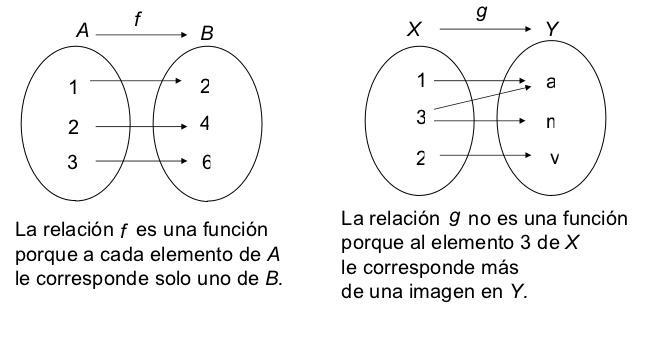 f
A B
1 2
2 4
3 6
La relación f es una función
porque a cada elemento de A
le corresponde solo uno de B.
g
X Y
1 a
3 n
2 v
La relación g no es una función
porque al elemento 3 de X
le corresponde más
de una imagen en Y.